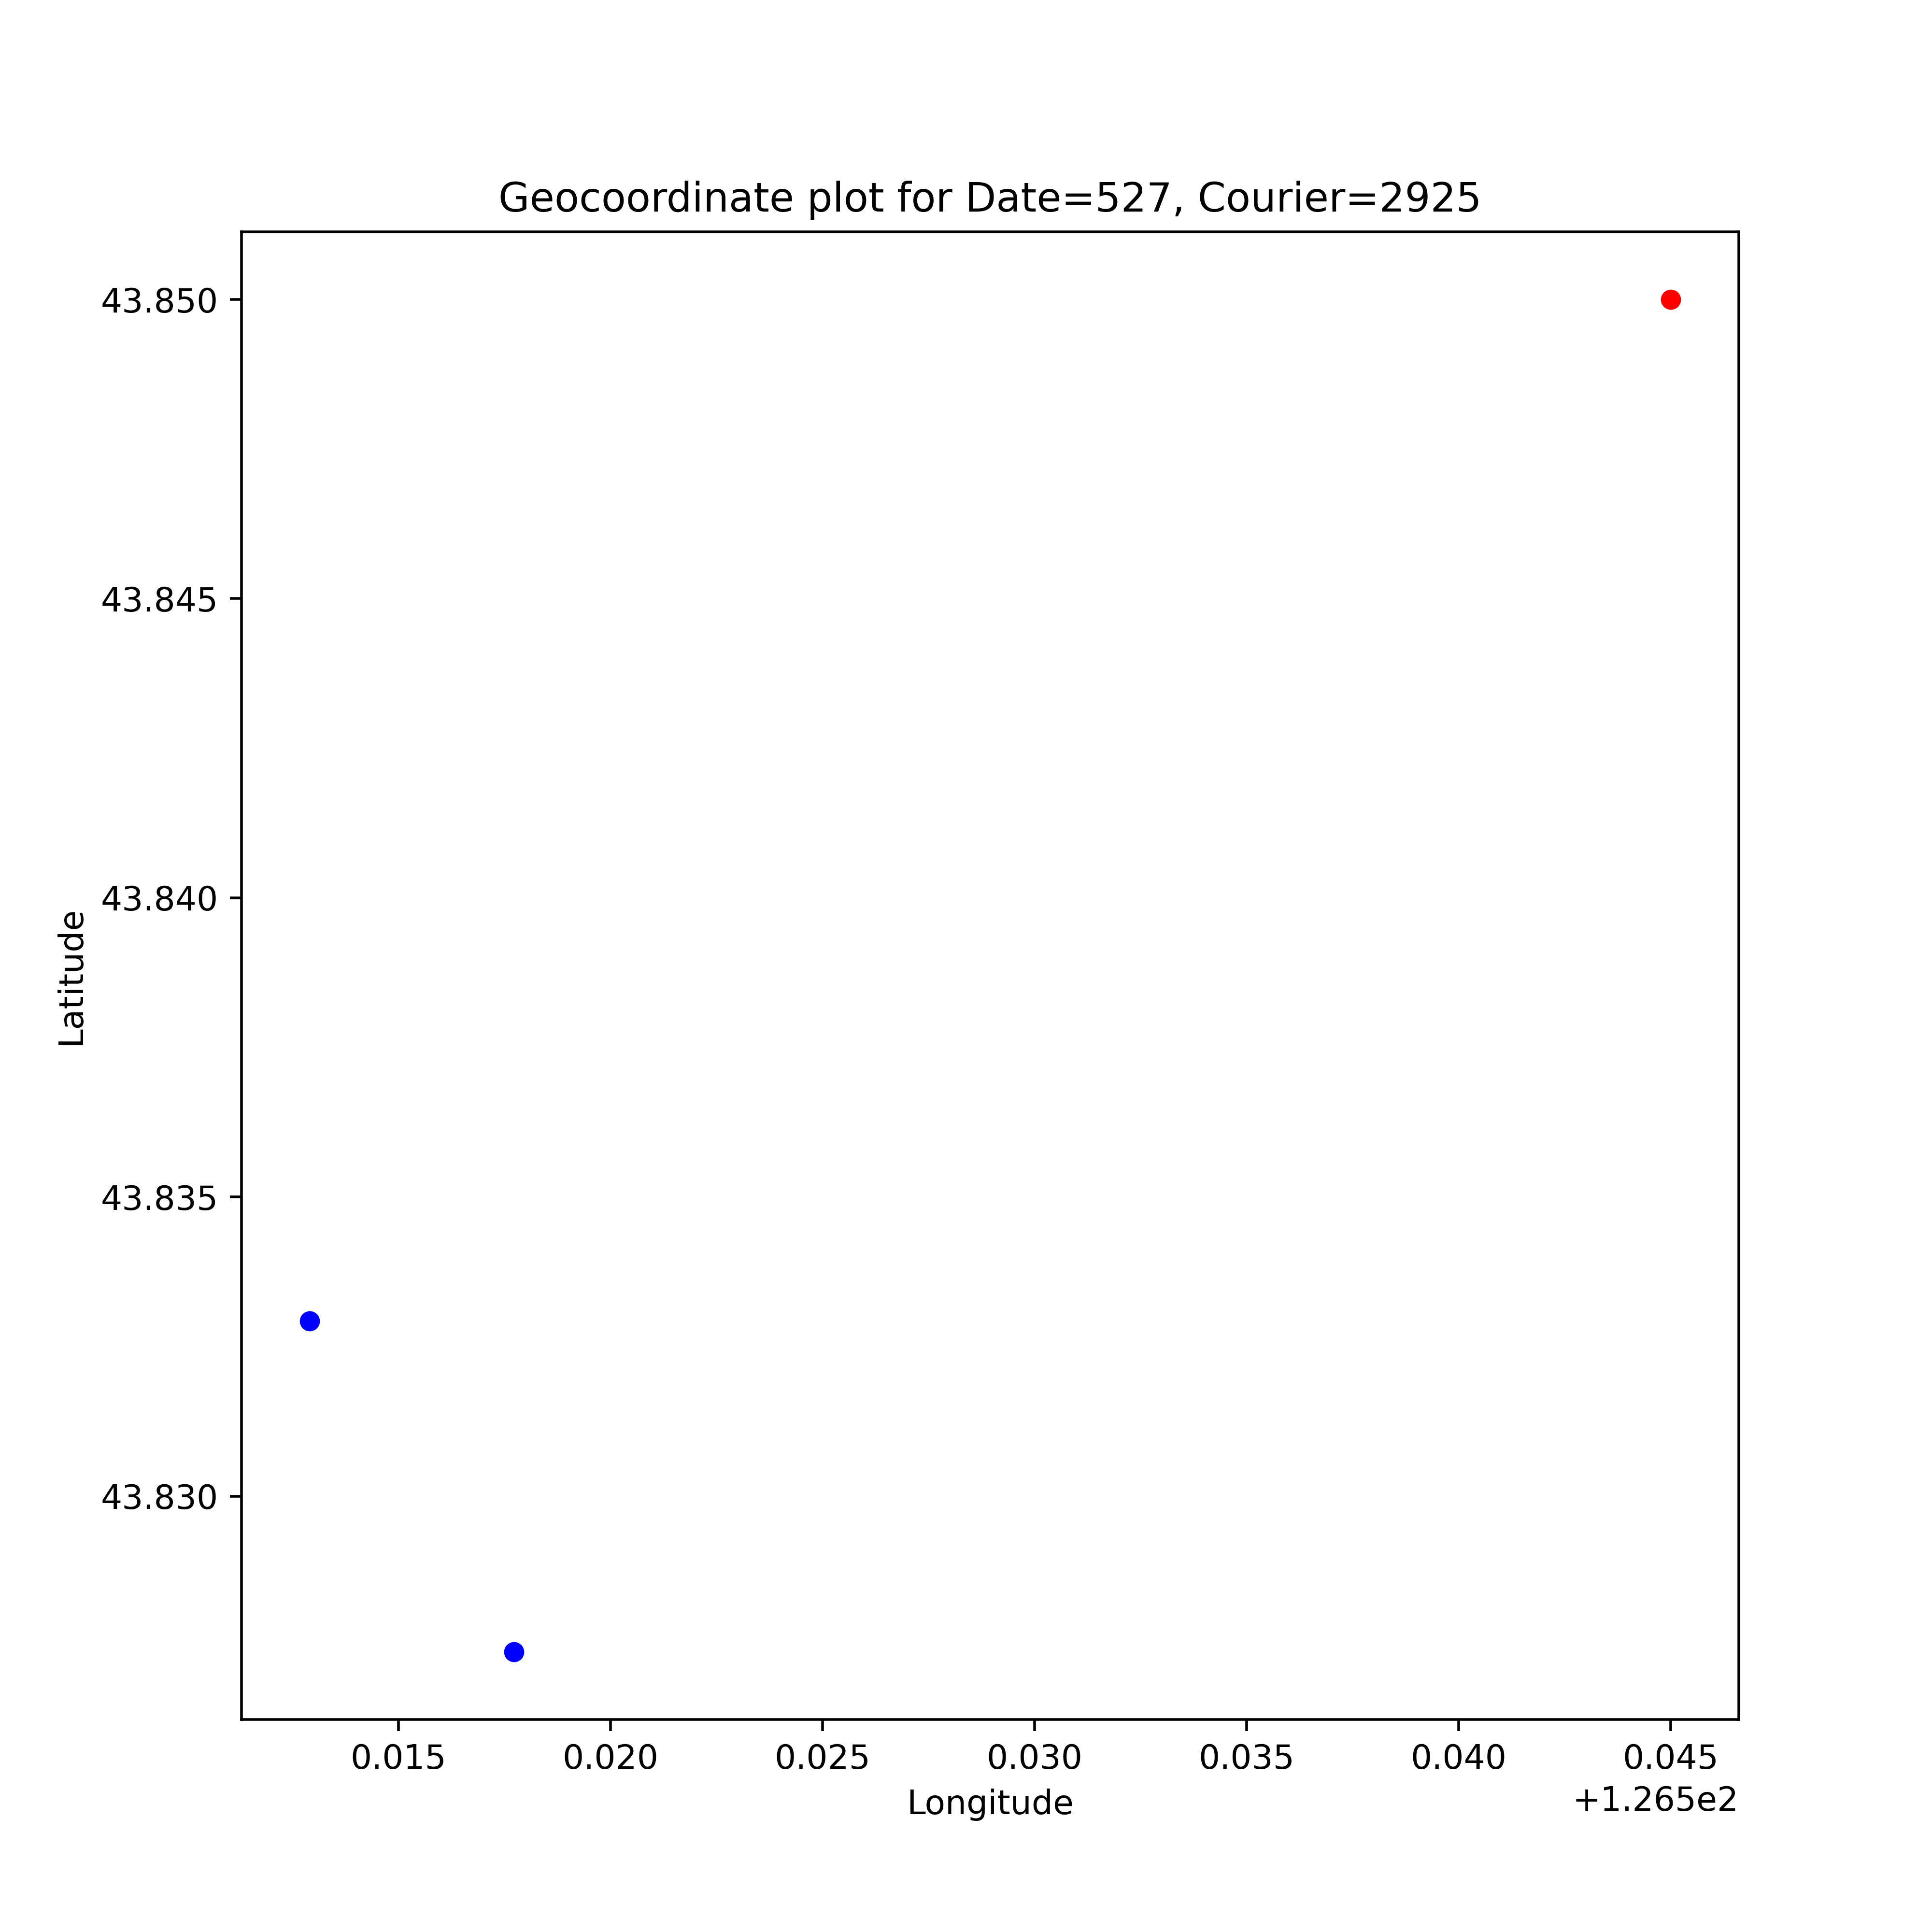 Geocoordinate plot for Date=527, Courier=2925
43.850
43.845
43.840
43.835
43.830
Latitude
0.015 0.020 0.025 0.030 0.035 0.040 0.045
+1.265e2
Longitude